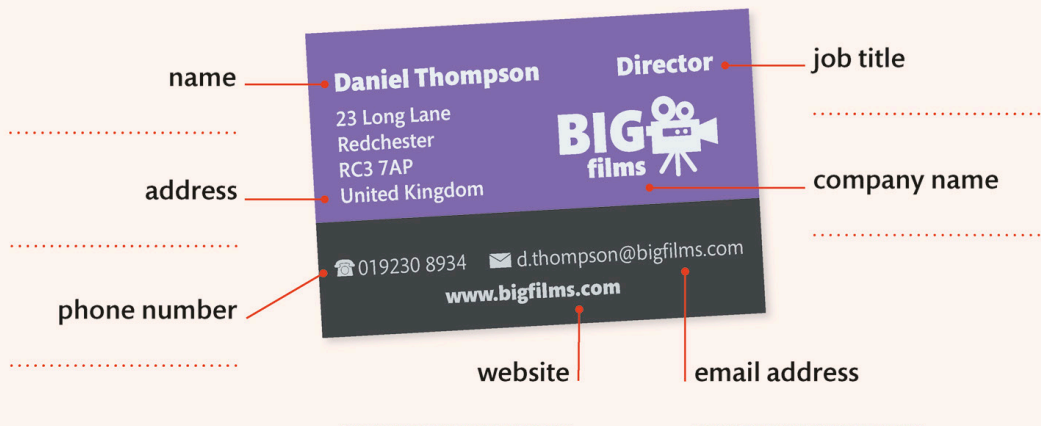 name
Daniel Thompson
Director
job title
23 Long Lane
Redchester
RC3 7AP
United Kingdom
BIG
films
address
company name
019230 8934
d.thompson@bigfilms.com
www.bigfilms.com
phone number
website
email address